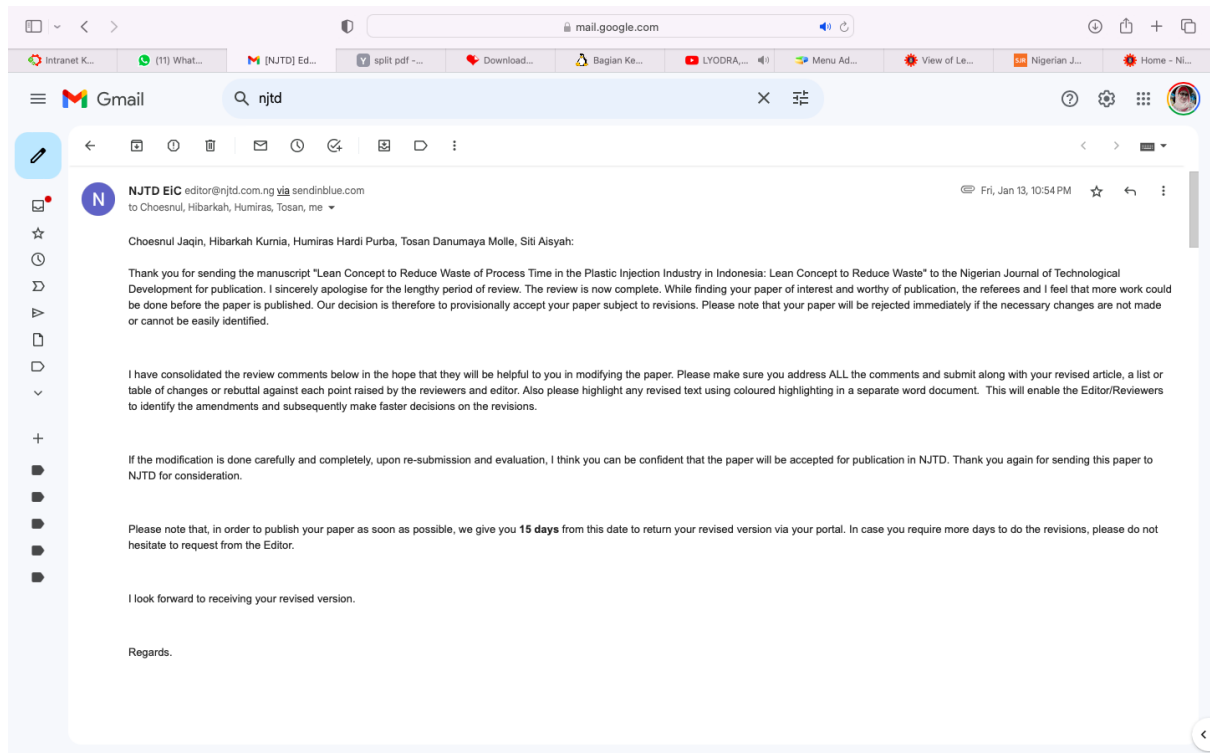 mail.google.com
Intranet K...
(11) What...
[NJTD] Ed...
split pdf -...
Download...
Bagian Ke...
LYODRA,...
Menu Ad...
View of Le...
Nigerian J...
Home - Ni...
Gmail
njtd
NJTD EiC editor@njtd.com.ng via sendinblue.com
Fri, Jan 13, 10:54 PM
N
to Choesnul, Hibarkah, Humiras, Tosan, me
Choesnul Jaqin, Hibarkah Kurnia, Humiras Hardi Purba, Tosan Danumaya Molle, Siti Aisyah:
Thank you for sending the manuscript "Lean Concept to Reduce Waste of Process Time in the Plastic Injection Industry in Indonesia: Lean Concept to Reduce Waste" to the Nigerian Journal of Technological
Development for publication. I sincerely apologise for the lengthy period of review. The review is now complete. While finding your paper of interest and worthy of publication, the referees and I feel that more work could
be done before the paper is published. Our decision is therefore to provisionally accept your paper subject to revisions. Please note that your paper will be rejected immediately if the necessary changes are not made
or cannot be easily identified.
I have consolidated the review comments below in the hope that they will be helpful to you in modifying the paper. Please make sure you address ALL the comments and submit along with your revised article, a list or
table of changes or rebuttal against each point raised by the reviewers and editor. Also please highlight any revised text using coloured highlighting in a separate word document.  This will enable the Editor/Reviewers
to identify the amendments and subsequently make faster decisions on the revisions.
If the modification is done carefully and completely, upon re-submission and evaluation, I think you can be confident that the paper will be accepted for publication in NJTD. Thank you again for sending this paper to
NJTD for consideration.
Please note that, in order to publish your paper as soon as possible, we give you 15 days from this date to return your revised version via your portal. In case you require more days to do the revisions, please do not
hesitate to request from the Editor.
I look forward to receiving your revised version.
Regards.